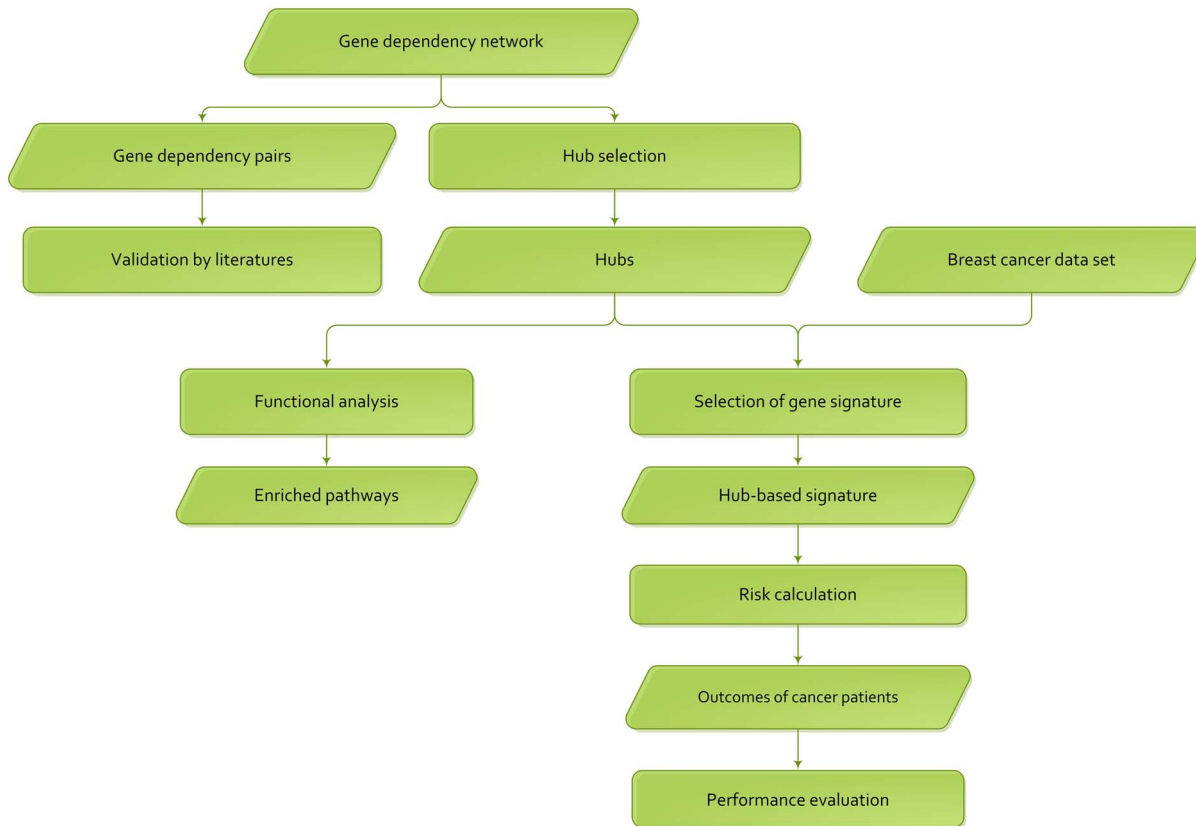 Gene dependency network
Gene dependency pairs
Hub selection
Validation by literatures
Hubs
Breast cancer data set
Functional analysis
Selection of gene signature
Enriched pathways
Hub-based signature
Risk calculation
Outcomes of cancer patients
Performance evaluation